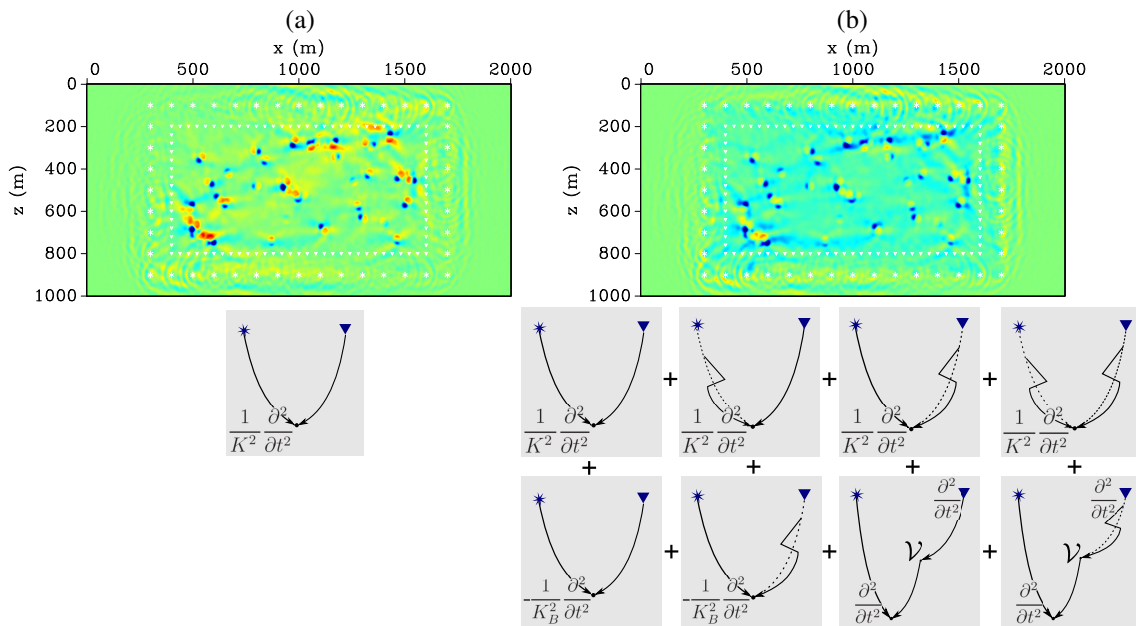 (a) (b)
x (m) x (m)
0 500 1000 1500 2000 0 500 1000 1500 2000
0 0
200 200
400 400
z (m) z (m)
600 600
800 800
1000 1000
+ + +
1/K² ∂²/∂t² 1/K² ∂²/∂t² 1/K² ∂²/∂t² 1/K² ∂²/∂t² 1/K² ∂²/∂t²
+ + + +
∂²/∂t² ∂²/∂t²
+ + +
𝒱 𝒱
-1/K_B² ∂²/∂t² -1/K_B² ∂²/∂t² ∂²/∂t² ∂²/∂t²